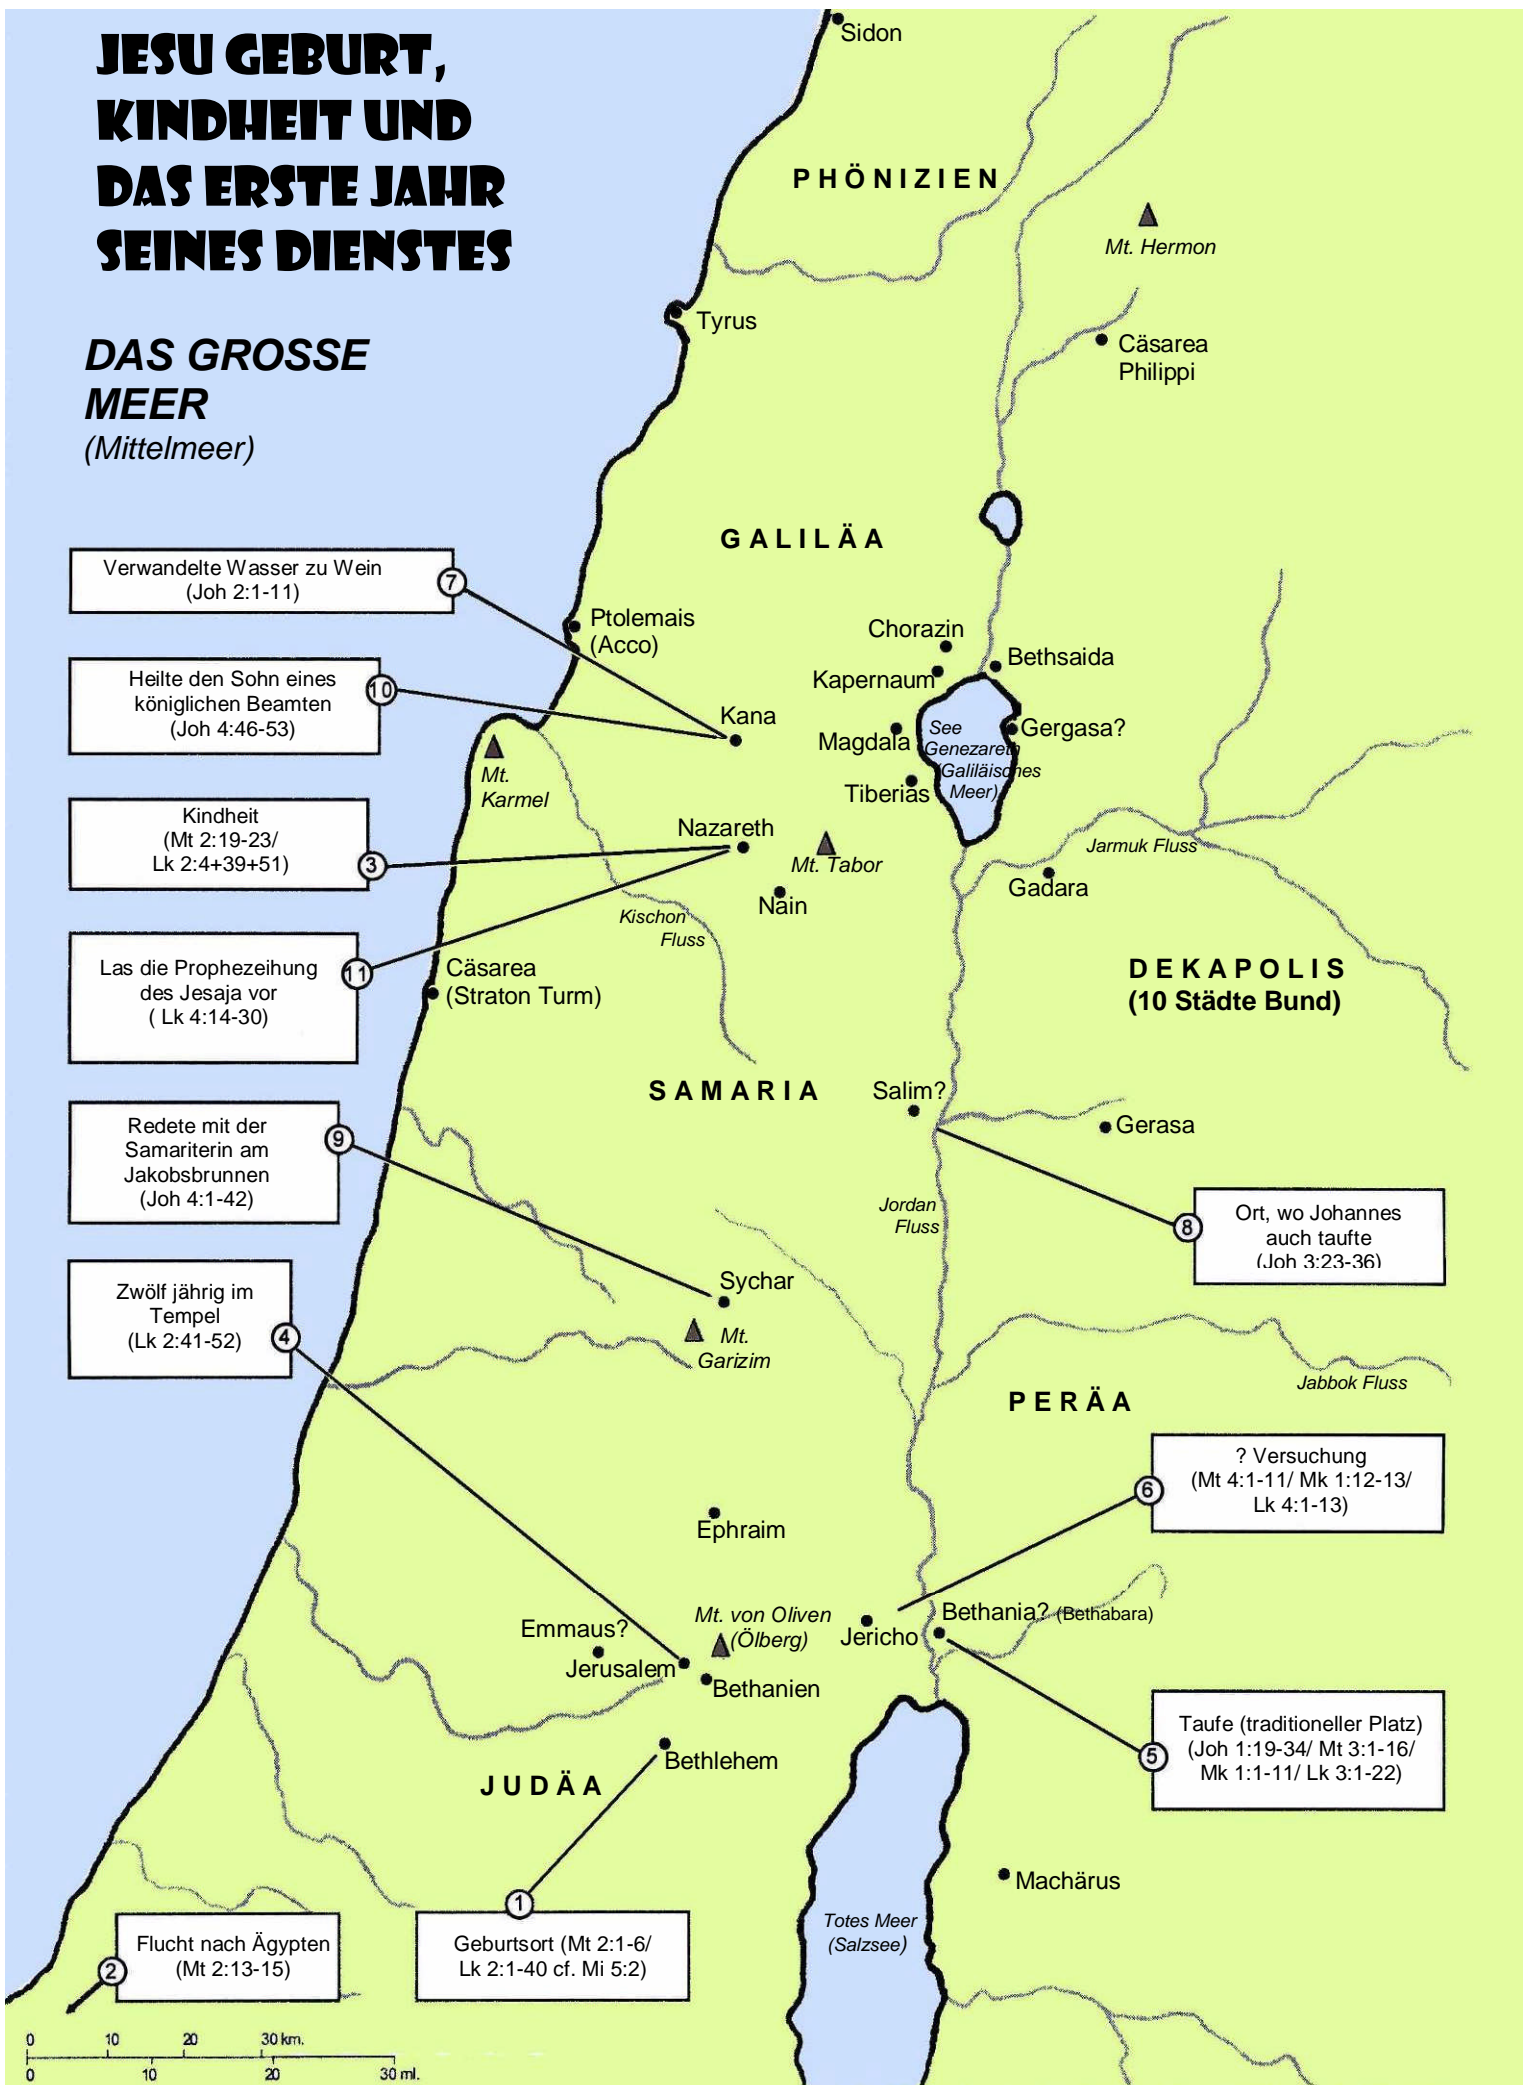 JESU GEBURT,
KINDHEIT UND
DAS ERSTE JAHR
SEINES DIENSTES
DAS GROSSE
MEER
(Mittelmeer)
Sidon
PHÖNIZIEN
Mt. Hermon
Tyrus
Cäsarea
Philippi
GALILÄA
Verwandelte Wasser zu Wein
(Joh 2:1-11)
7
Ptolemais
(Acco)
Chorazin
Bethsaida
Kapernaum
Heilte den Sohn eines
königlichen Beamten
(Joh 4:46-53)
10
Kana
Magdala
See
Genezareth
(Galiläisches
Meer)
Gergasa?
Tiberias
Mt.
Karmel
Kindheit
(Mt 2:19-23/
Lk 2:4+39+51)
3
Nazareth
Mt. Tabor
Jarmuk Fluss
Gadara
Nain
Kischon
Fluss
Las die Prophezeihung
des Jesaja vor
( Lk 4:14-30)
11
Cäsarea
(Straton Turm)
DEKAPOLIS
(10 Städte Bund)
SAMARIA
Salim?
Gerasa
Redete mit der
Samariterin am
Jakobsbrunnen
(Joh 4:1-42)
9
Jordan
Fluss
8
Ort, wo Johannes
auch taufte
(Joh 3:23-36)
Zwölf jährig im
Tempel
(Lk 2:41-52)
4
Sychar
Mt.
Garizim
Jabbok Fluss
PERÄA
6
? Versuchung
(Mt 4:1-11/ Mk 1:12-13/
Lk 4:1-13)
Ephraim
Emmaus?
Mt. von Oliven
(Ölberg)
Jericho
Bethania? (Bethabara)
Jerusalem
Bethanien
5
Taufe (traditioneller Platz)
(Joh 1:19-34/ Mt 3:1-16/
Mk 1:1-11/ Lk 3:1-22)
Bethlehem
JUDÄA
Machärus
1
Geburtsort (Mt 2:1-6/
Lk 2:1-40 cf. Mi 5:2)
Totes Meer
(Salzsee)
2
Flucht nach Ägypten
(Mt 2:13-15)
0 10 20 30 km.
0 10 20 30 ml.